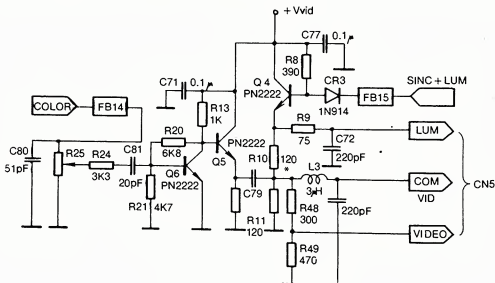 + Vvid
C77
0.1 µ
R8
390
C71
0.1 µ
Q4
PN2222
CR3
1N914
FB15
SINC + LUM
COLOR
FB14
R13
1K
R9
75
LUM
C72
220pF
R20
6K8
PN2222
Q5
R10
120
*
L3
3µH
COM
VID
CN5
C80
51pF
R25
R24
3K3
C81
20pF
Q6
PN2222
R21
4K7
C79
R11
120
R48
300
220pF
VIDEO
R49
470